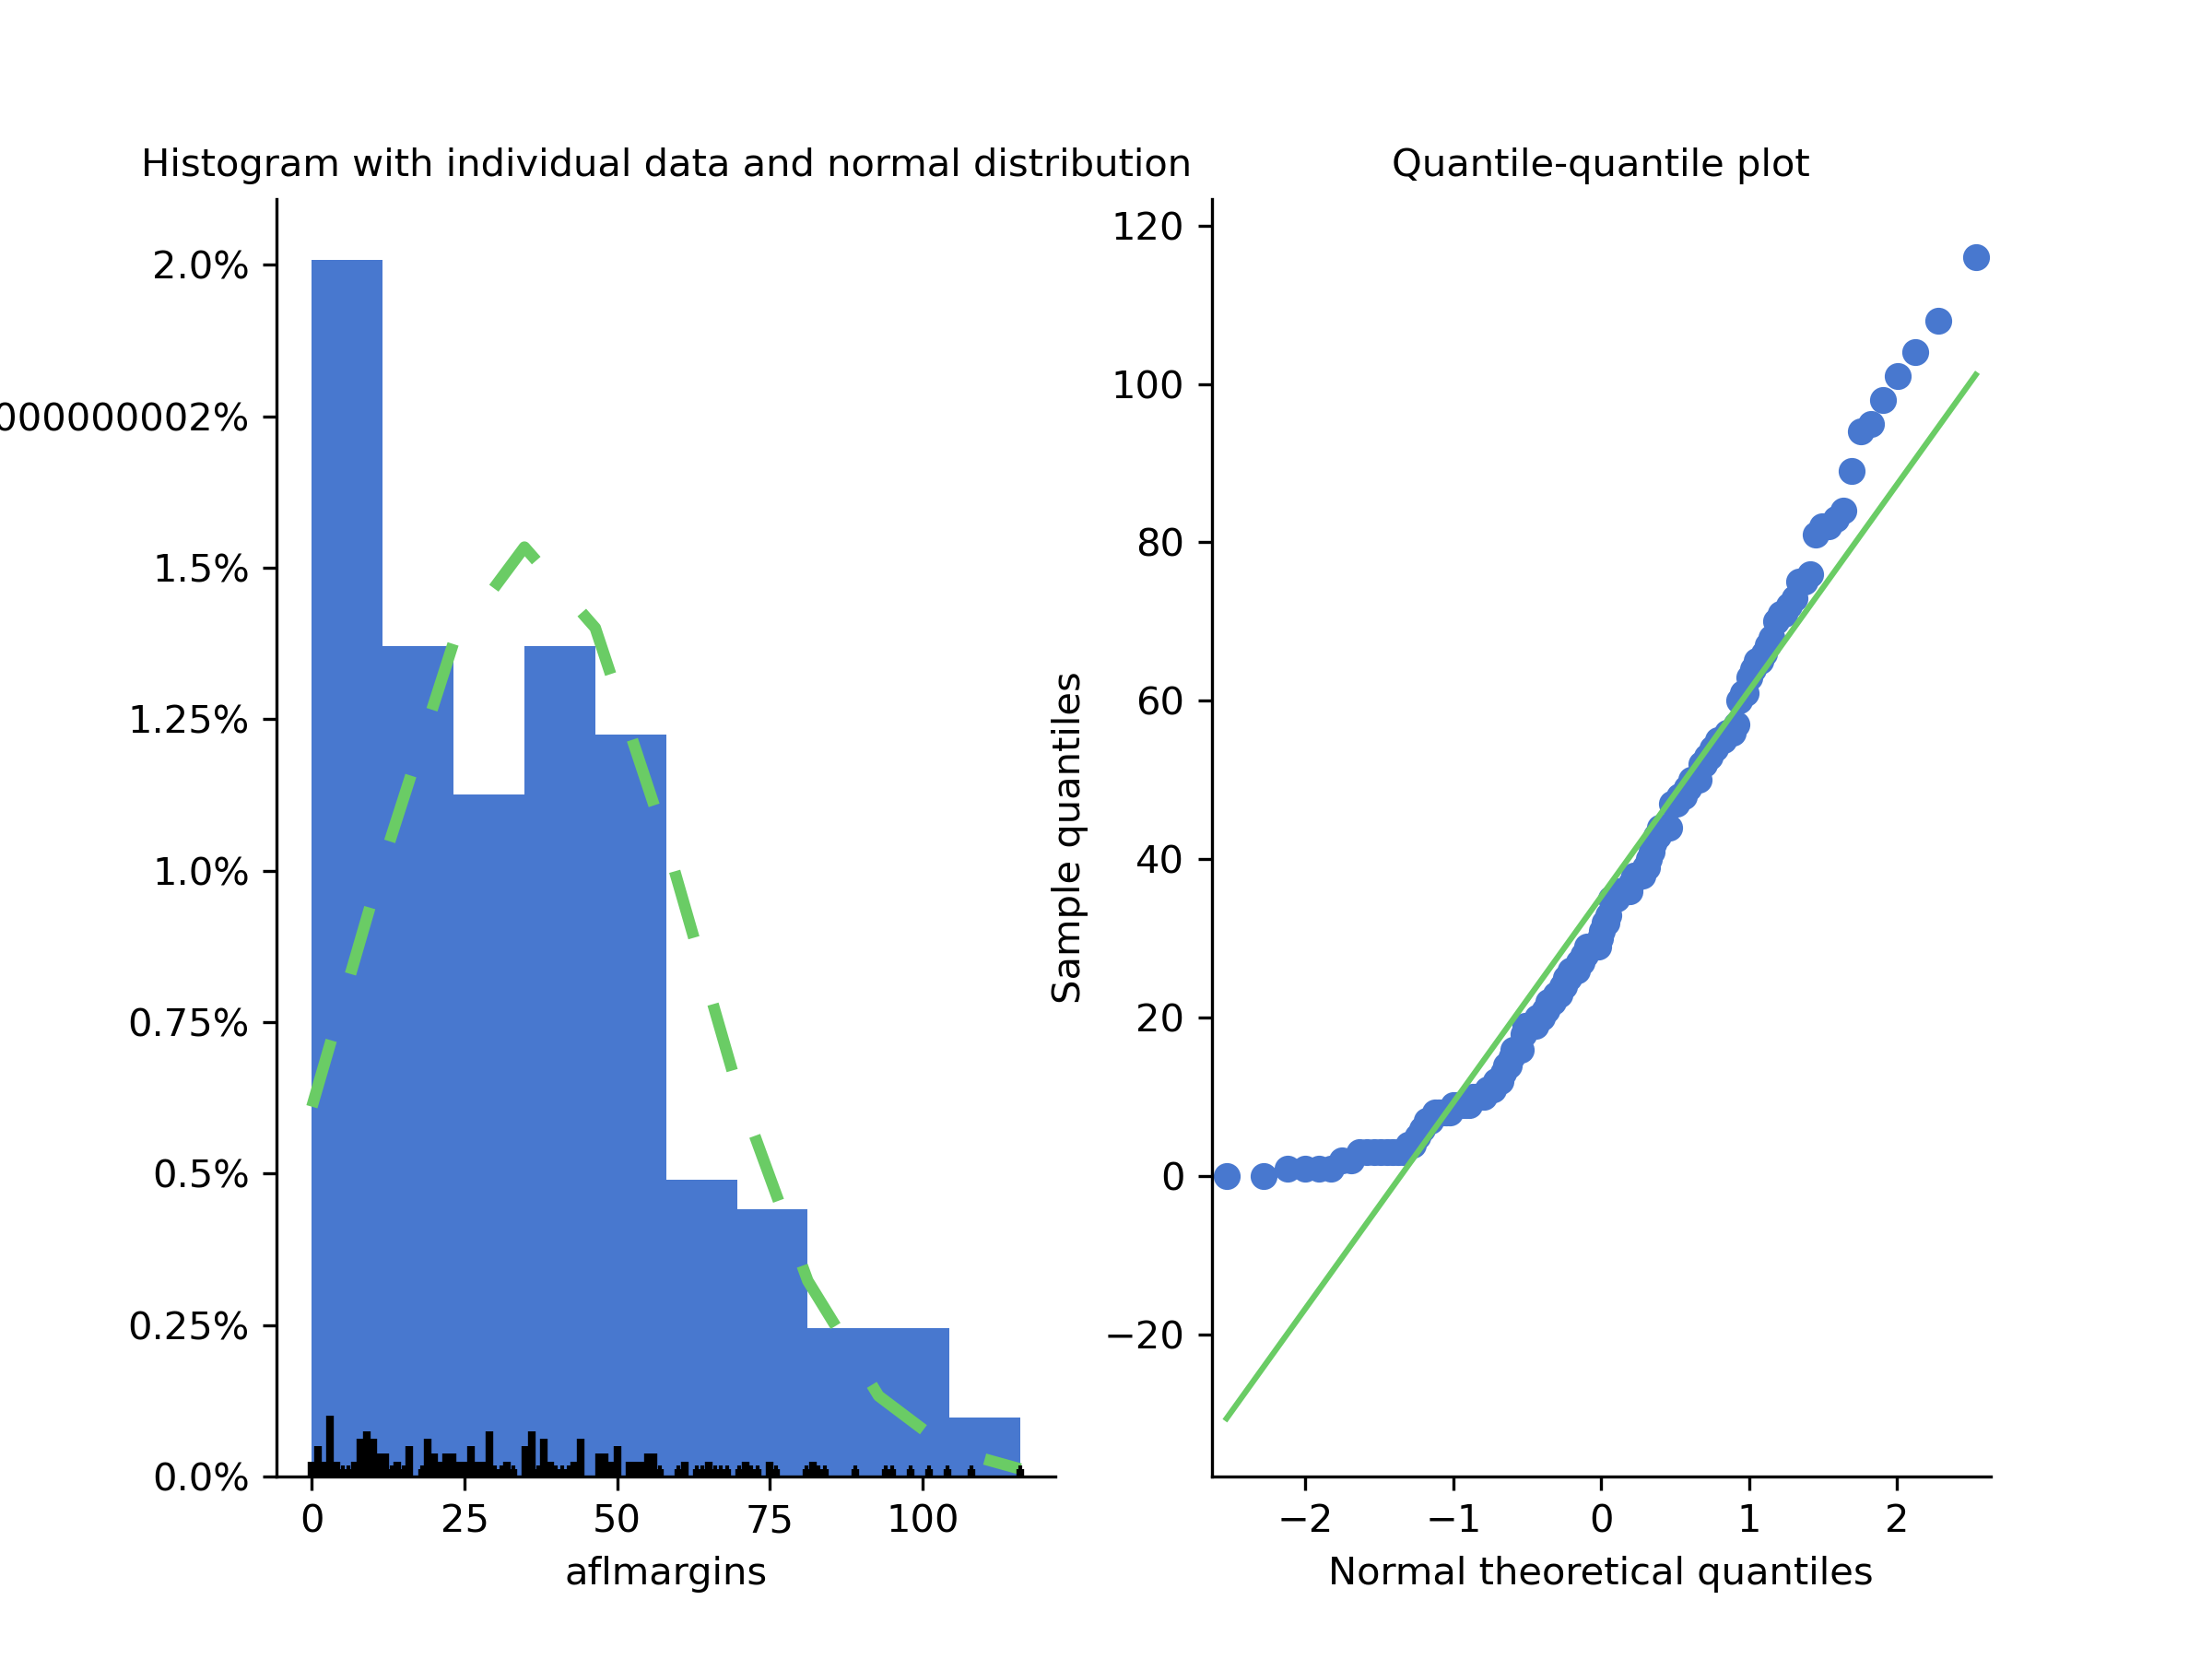 Histogram with individual data and normal distribution
2.0%
000000002%
1.5%
1.25%
1.0%
0.75%
0.5%
0.25%
0.0%
0 25 50 75 100
aflmargins
Quantile-quantile plot
120
100
80
60
40
20
0
−20
Sample quantiles
−2 −1 0 1 2
Normal theoretical quantiles